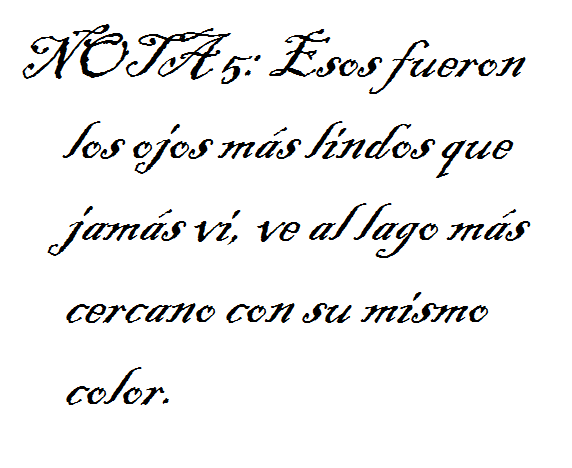 NOTA 5: Esos fueron
los ojos más lindos que
jamás vi, ve al lago más
cercano con su mismo
color.